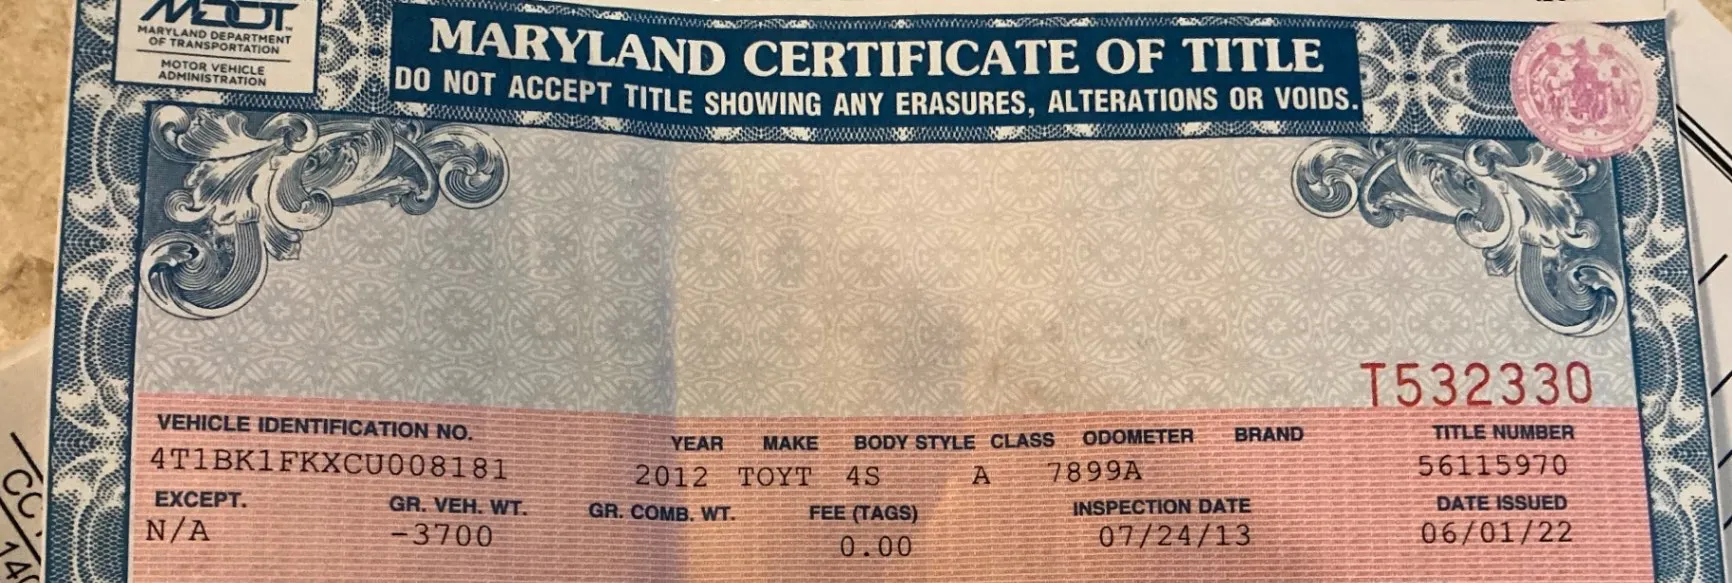 MDOT
MARYLAND DEPARTMENT
OF TRANSPORTATION
MOTOR VEHICLE
ADMINISTRATION
MARYLAND CERTIFICATE OF TITLE
DO NOT ACCEPT TITLE SHOWING ANY ERASURES, ALTERATIONS OR VOIDS.
T532330
VEHICLE IDENTIFICATION NO. YEAR MAKE BODY STYLE CLASS ODOMETER BRAND TITLE NUMBER
4T1BK1FKXCU008181 2012 TOYT 4S A 7899A 56115970
EXCEPT. GR. VEH. WT. GR. COMB. WT. FEE (TAGS) INSPECTION DATE DATE ISSUED
N/A -3700 0.00 07/24/13 06/01/22